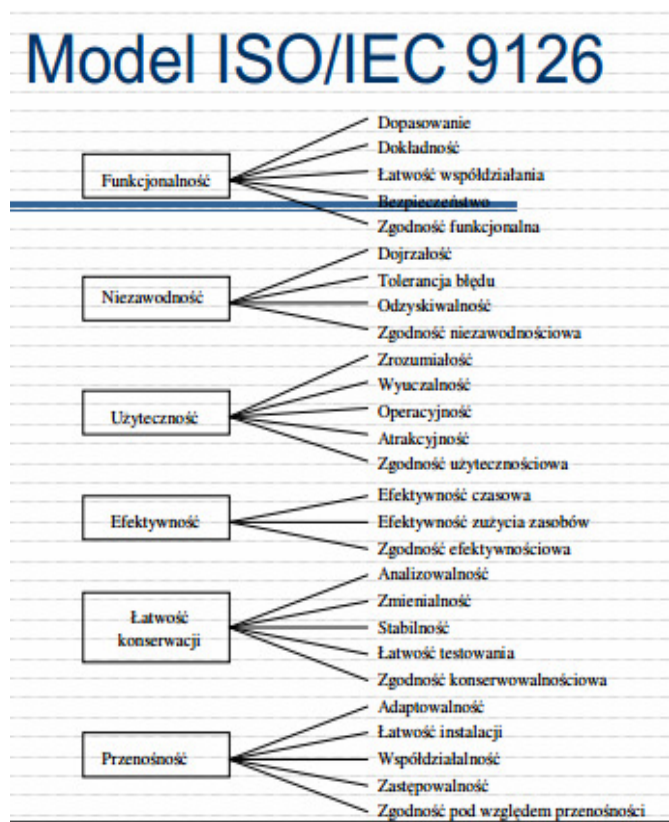 Model ISO/IEC 9126
Funkcjonalność
Dopasowanie
Dokładność
Łatwość współdziałania
Bezpieczeństwo
Zgodność funkcjonalna
Niezawodność
Dojrzałość
Tolerancja błędu
Odzyskiwalność
Zgodność niezawodnościowa
Użyteczność
Zrozumiałość
Wyuczalność
Operacyjność
Atrakcyjność
Zgodność użytecznościowa
Efektywność
Efektywność czasowa
Efektywność zużycia zasobów
Zgodność efektywnościowa
Łatwość
konserwacji
Analizowalność
Zmienialność
Stabilność
Łatwość testowania
Zgodność konserwowalnościowa
Przenośność
Adaptowalność
Łatwość instalacji
Współdziałalność
Zastępowalność
Zgodność pod względem przenośności